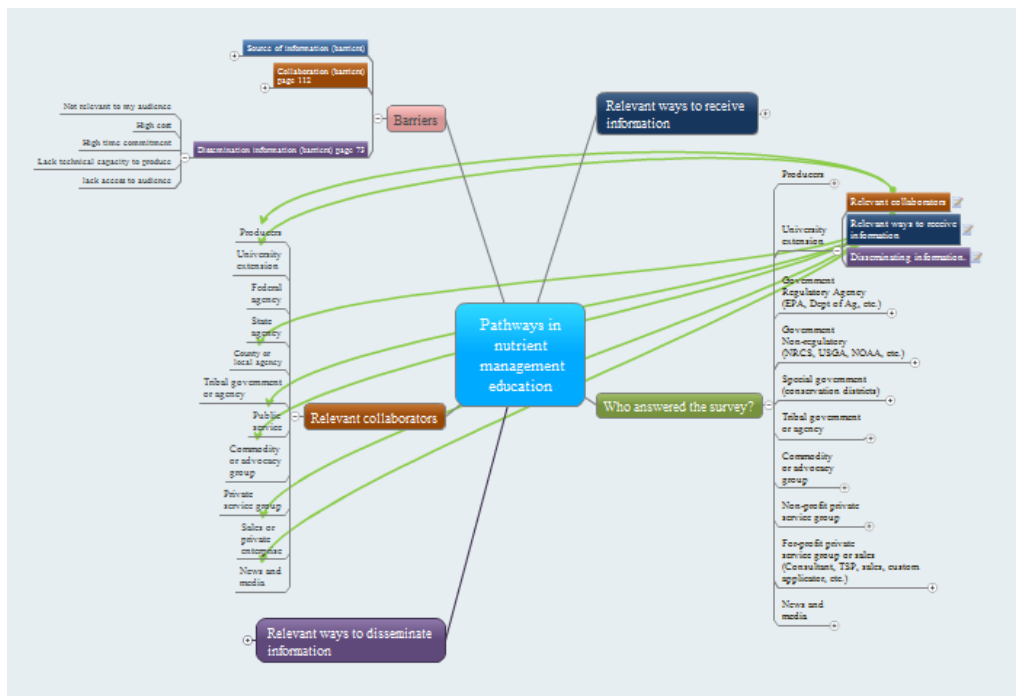 Source of information (barriers)
Collaboration (barriers)
page 112
Barriers
Not relevant to my audience
High cost
High time commitment
Lack technical capacity to produce
lack access to audience
Dissemination information (barriers) page 73
Relevant ways to receive
information
Producers
University
extension
Relevant collaborators
Relevant ways to receive
information
Disseminating information.
Government
Regulatory Agency
(EPA, Dept of Ag, etc.)
Government
Non-regulatory
(NRCS, USGA, NOAA, etc.)
Special government
(conservation districts)
Tribal government
or agency
Commodity
or advocacy
group
Non-profit private
service group
For-profit private
service group or sales
(Consultant, TSP, sales, custom
applicator, etc.)
News and
media
Who answered the survey?
Pathways in
nutrient
management
education
Relevant collaborators
Producers
University
extension
Federal
agency
State
agency
County or
local agency
Tribal government
or agency
Public
service
Commodity
or advocacy
group
Private
service group
Sales or
private
enterprise
News and
media
Relevant ways to disseminate
information